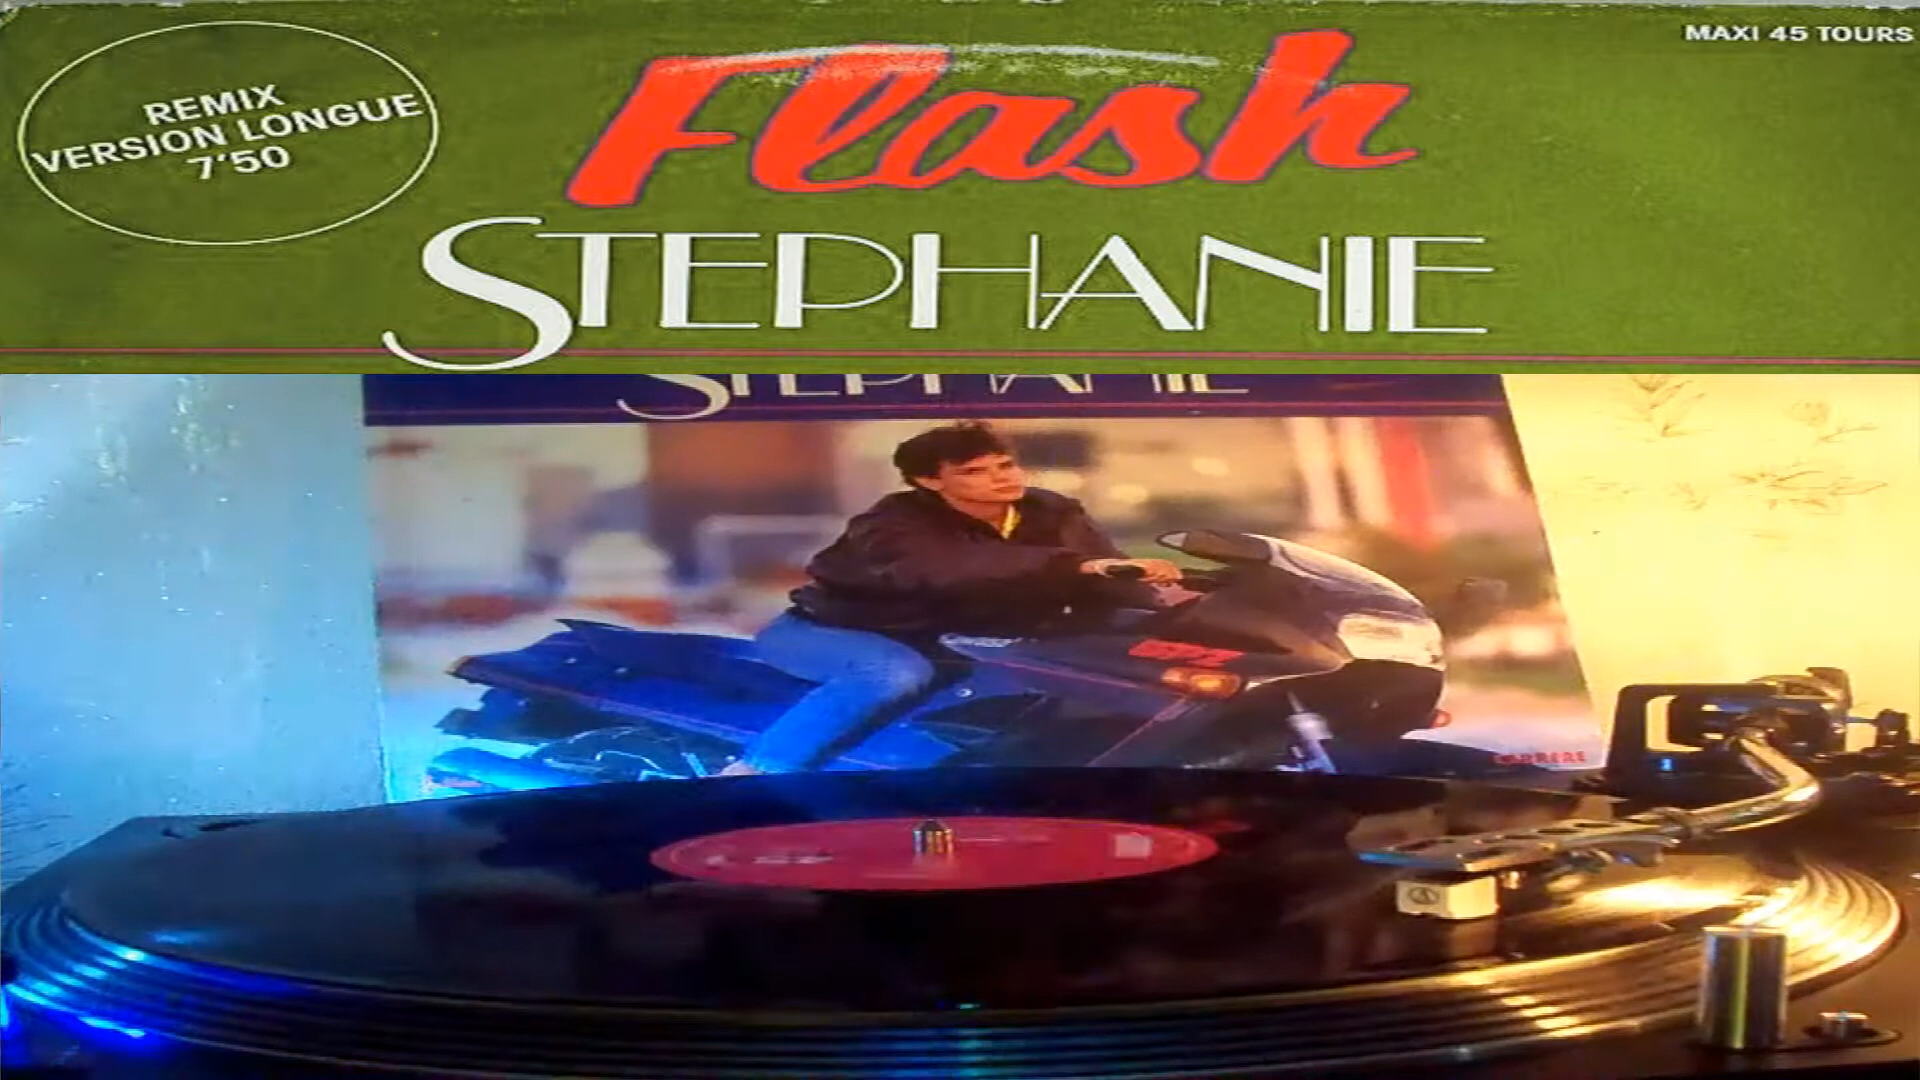 REMIX
VERSION LONGUE
7'50
Flash
MAXI 45 TOURS
STEPHANIE
STEPHANIE
CARRERE